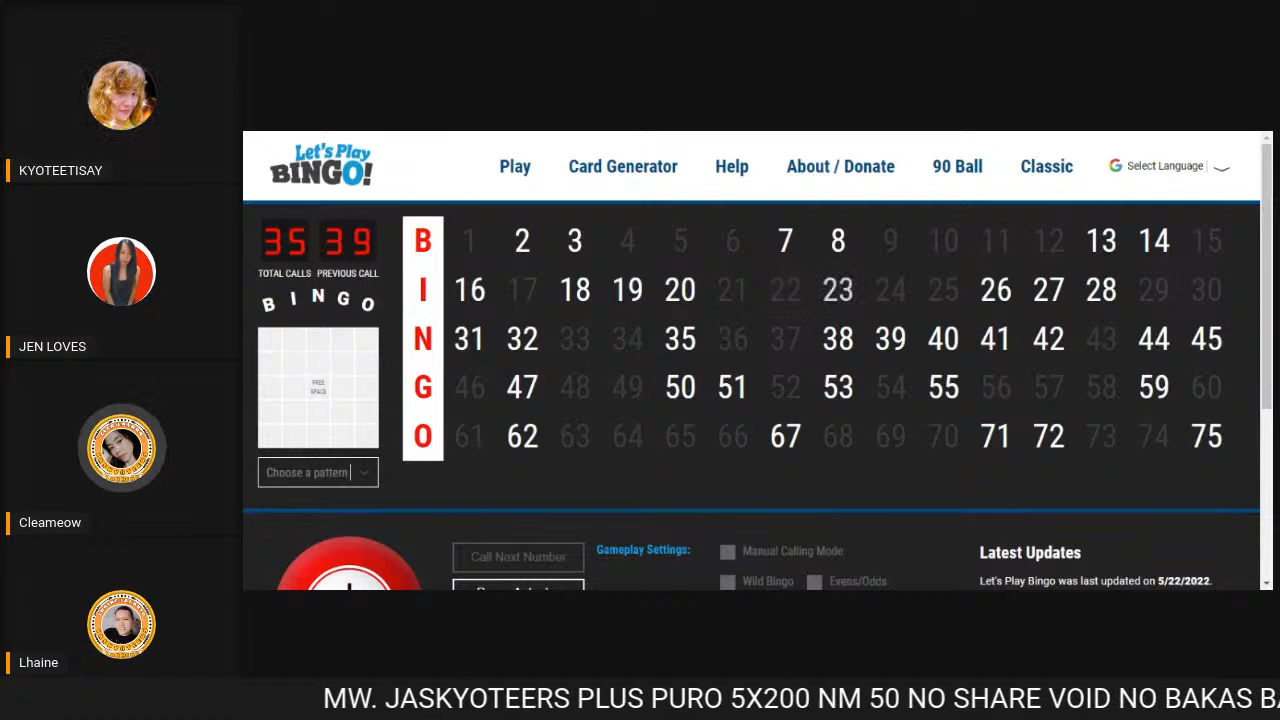 KYOTEETISAY
JEN LOVES
Cleameow
Lhaine
Let's Play
BINGO!
Play Card Generator Help About / Donate 90 Ball Classic G Select Language
35 39
TOTAL CALLS PREVIOUS CALL
B I N G O
FREE
SPACE
Choose a pattern
B 1 2 3 4 5 6 7 8 9 10 11 12 13 14 15
I 16 17 18 19 20 21 22 23 24 25 26 27 28 29 30
N 31 32 33 34 35 36 37 38 39 40 41 42 43 44 45
G 46 47 48 49 50 51 52 53 54 55 56 57 58 59 60
O 61 62 63 64 65 66 67 68 69 70 71 72 73 74 75
Call Next Number
Gameplay Settings:
Manual Calling Mode
Wild Bingo Evens/Odds
Latest Updates
Let's Play Bingo was last updated on 5/22/2022.
MW. JASKYOTEERS PLUS PURO 5X200 NM 50 NO SHARE VOID NO BAKAS